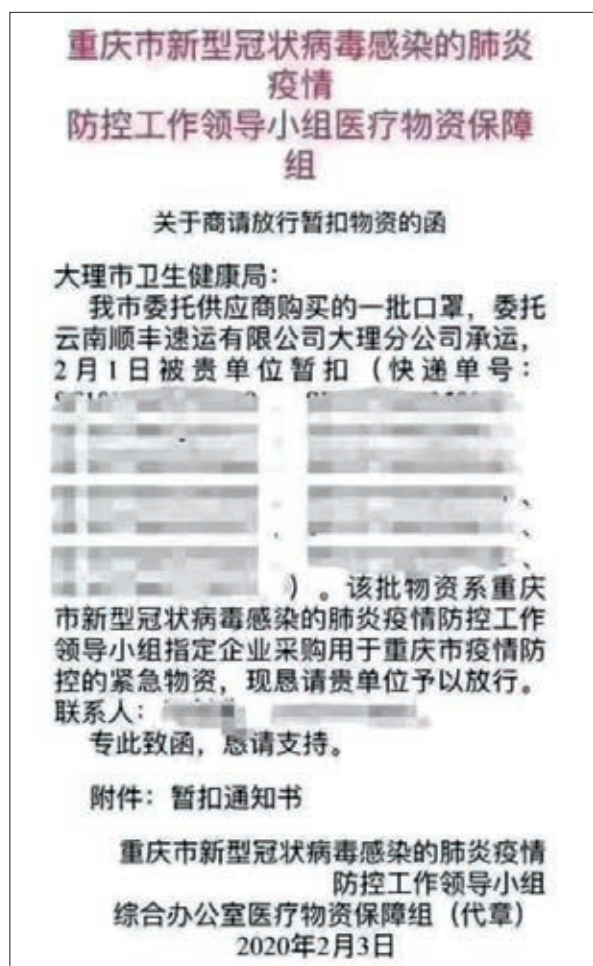 重庆市新型冠状病毒感染的肺炎
疫情
防控工作领导小组医疗物资保障
组
关于商请放行暂扣物资的函
大理市卫生健康局：
我市委托供应商购买的一批口罩，委托
云南顺丰速运有限公司大理分公司承运，
2月1日被贵单位暂扣（快递单号：
、
、
、
）。该批物资系重庆
市新型冠状病毒感染的肺炎疫情防控工作
领导小组指定企业采购用于重庆市疫情防
控的紧急物资，现恳请贵单位予以放行。
联系人：
专此致函，恳请支持。
附件：暂扣通知书
重庆市新型冠状病毒感染的肺炎疫情
防控工作领导小组
综合办公室医疗物资保障组（代章）
2020年2月3日